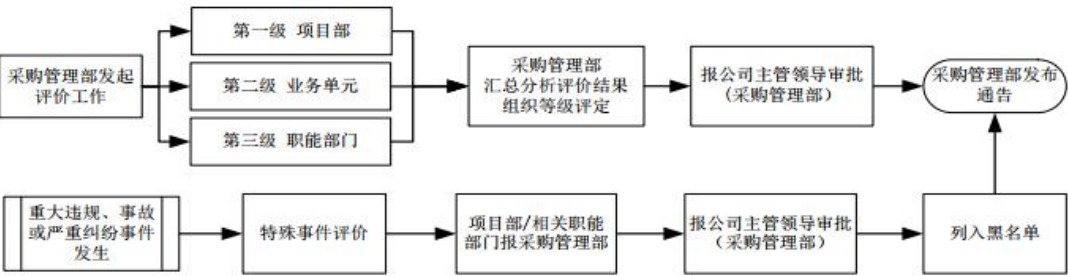 采购管理部发起
评价工作
第一级 项目部
第二级 业务单元
第三级 职能部门
采购管理部
汇总分析评价结果
组织等级评定
报公司主管领导审批
(采购管理部)
采购管理部发布
通告
重大违规、事故
或严重纠纷事件
发生
特殊事件评价
项目部/相关职能
部门报采购管理部
报公司主管领导审批
（采购管理部）
列入黑名单